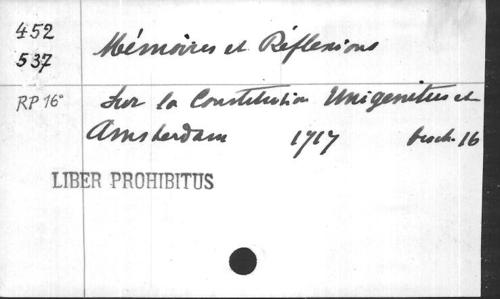 452
537
Mémoires et Réflexions
RP 16°
Sur la Constitution Unigenitus et
Amsterdam 1717 broch. 16
LIBER PROHIBITUS